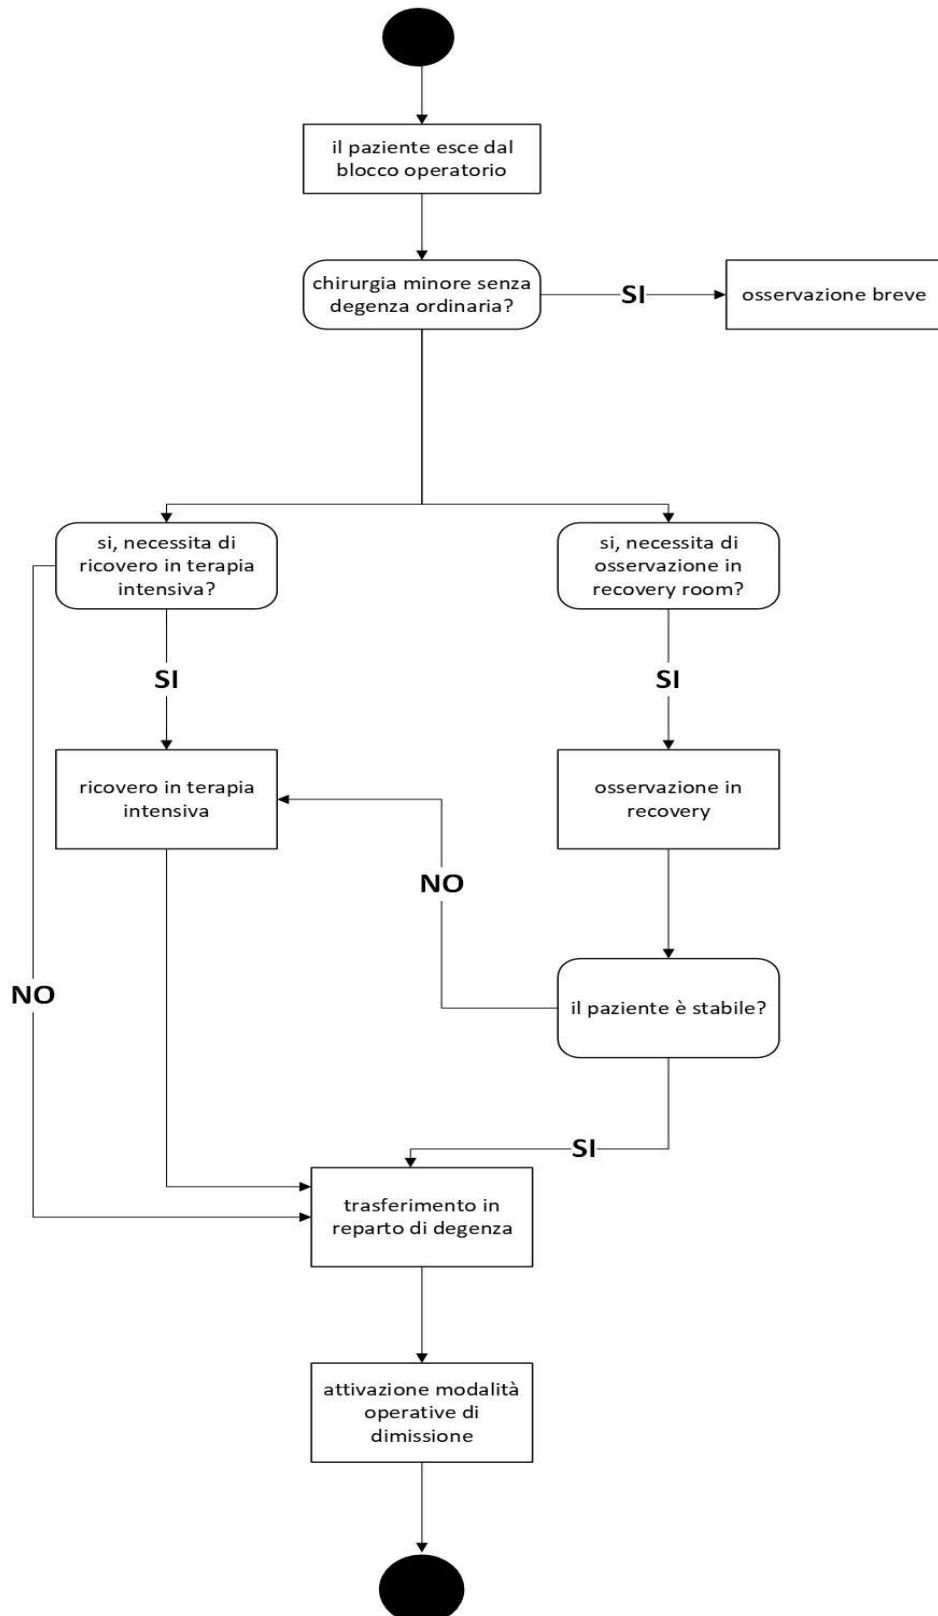 il paziente esce dal
blocco operatorio
chirurgia minore senza
degenza ordinaria?
SI
osservazione breve
si, necessita di
ricovero in terapia
intensiva?
si, necessita di
osservazione in
recovery room?
SI
SI
ricovero in terapia
intensiva
osservazione in
recovery
NO
NO
il paziente è stabile?
SI
trasferimento in
reparto di degenza
attivazione modalità
operative di
dimissione